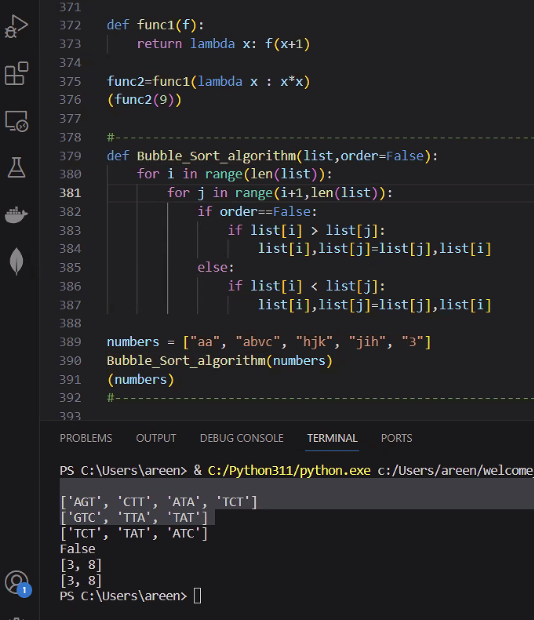 371
372 def func1(f):
373     return lambda x: f(x+1)
374
375 func2=func1(lambda x : x*x)
376 (func2(9))
377
378 #--------------------------------------------------------
379 def Bubble_Sort_algorithm(list,order=False):
380     for i in range(len(list)):
381         for j in range(i+1,len(list)):
382             if order==False:
383                 if list[i] > list[j]:
384                     list[i],list[j]=list[j],list[i]
385             else:
386                 if list[i] < list[j]:
387                     list[i],list[j]=list[j],list[i]
388
389 numbers = ["aa", "abvc", "hjk", "jih", "3"]
390 Bubble_Sort_algorithm(numbers)
391 (numbers)
392 #--------------------------------------------------------
393
PROBLEMS OUTPUT DEBUG CONSOLE TERMINAL PORTS
PS C:\Users\areen> & C:/Python311/python.exe c:/Users/areen/welcome_
['AGT', 'CTT', 'ATA', 'TCT']
['GTC', 'TTA', 'TAT']
['TCT', 'TAT', 'ATC']
False
[3, 8]
[3, 8]
PS C:\Users\areen>
1